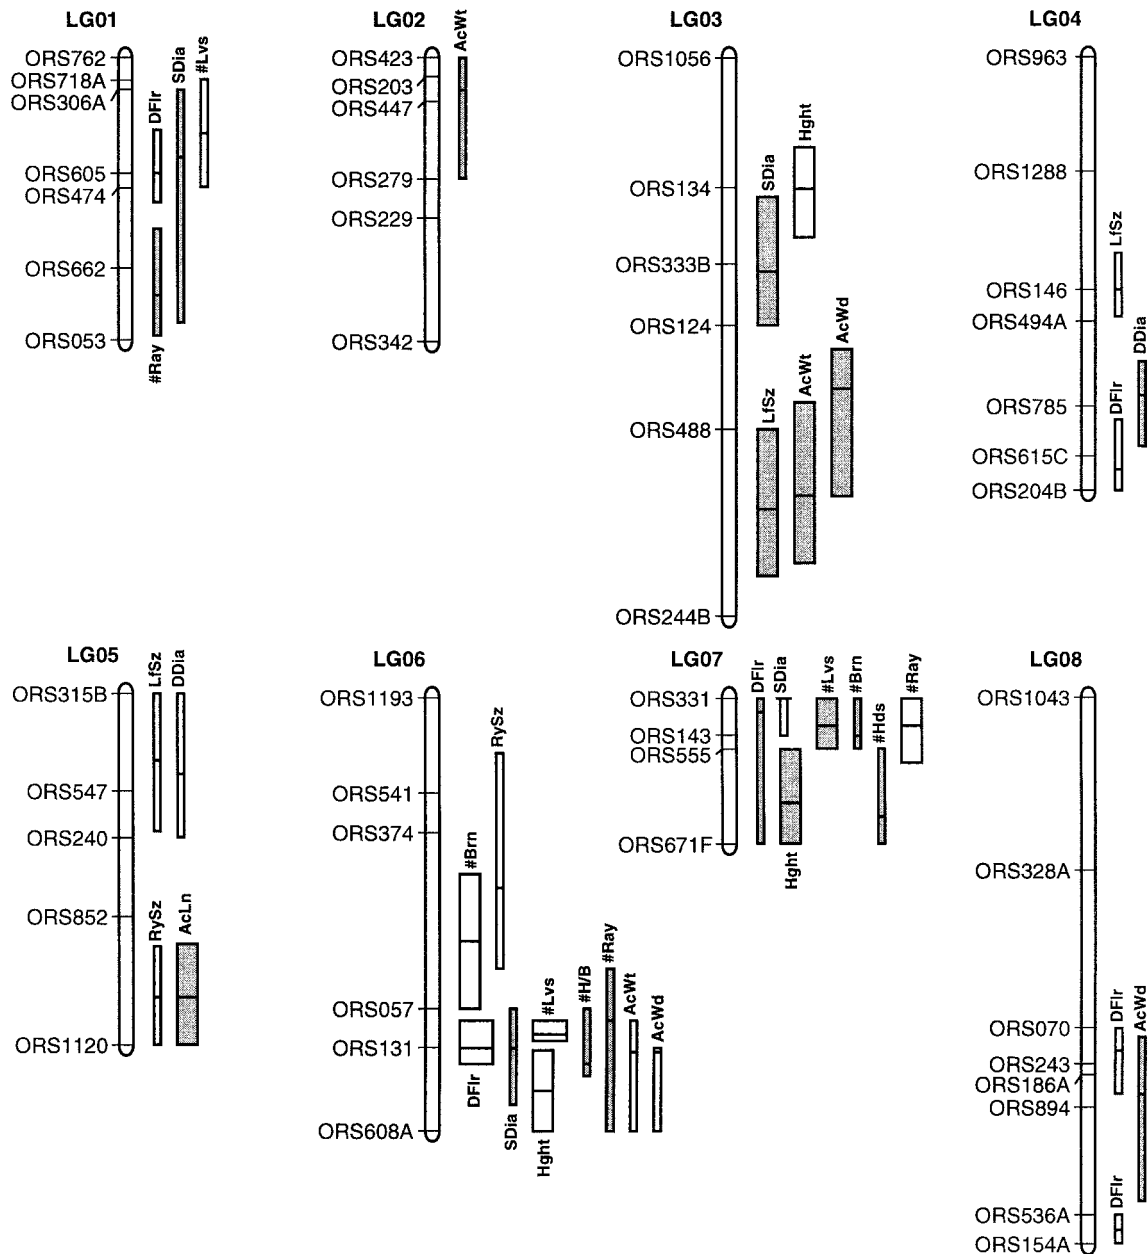 LG01
ORS762
ORS718A
ORS306A
ORS605
ORS474
ORS662
ORS053
DFlr
SDia
#Lvs
#Ray
LG02
ORS423
ORS203
ORS447
ORS279
ORS229
ORS342
AcWt
LG03
ORS1056
ORS134
ORS333B
ORS124
ORS488
ORS244B
SDia
Hght
LfSz
AcWt
AcWd
LG04
ORS963
ORS1288
ORS146
ORS494A
ORS785
ORS615C
ORS204B
LfSz
DFlr
DDia
LG05
ORS315B
ORS547
ORS240
ORS852
ORS1120
LfSz
DDia
RySz
AcLn
LG06
ORS1193
ORS541
ORS374
ORS057
ORS131
ORS608A
#Brn
RySz
DFlr
SDia
#Lvs
Hght
#H/B
#Ray
AcWt
AcWd
LG07
ORS331
ORS143
ORS555
ORS671F
DFlr
SDia
Hght
#Lvs
#Brn
#Hds
#Ray
LG08
ORS1043
ORS328A
ORS070
ORS243
ORS186A
ORS894
ORS536A
ORS154A
DFlr
AcWd
DFlr